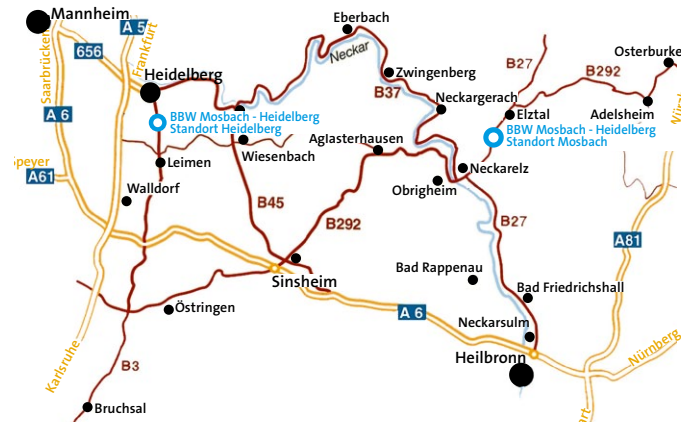 Mannheim
A 5
Frankfurt
Saarbrücken
656
Eberbach
Neckar
Osterburke
B27
B292
Zwingenberg
Heidelberg
B37
Neckargerach
Elztal
Adelsheim
A 6
BBW Mosbach - Heidelberg
Standort Heidelberg
BBW Mosbach - Heidelberg
Standort Mosbach
Aglasterhausen
Wiesenbach
Speyer
Leimen
Neckarelz
A61
Obrigheim
Walldorf
B45
B292
B27
A81
Bad Rappenau
Sinsheim
Bad Friedrichshall
Östringen
A 6
Neckarsulm
Heilbronn
Nürnberg
Karlsruhe
B3
Bruchsal
art